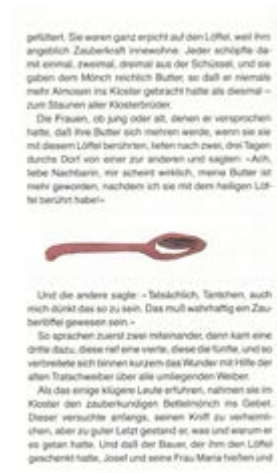 gefüttert. Sie waren ganz erpicht auf den Löffel, weil ihm
angeblich Zauberkraft innewohne. Jeder schöpfte da-
mit einmal, zweimal, dreimal aus der Schüssel, und sie
gaben dem Mönch reichlich Butter, so daß er niemals
mehr Almosen ins Kloster gebracht hatte als diesmal –
zum Staunen aller Klosterbrüder.
Die Frauen, ob jung oder alt, denen er versprochen
hatte, daß ihre Butter sich mehren werde, wenn sie sie
mit diesem Löffel berührten, liefen nach zwei, drei Tagen
durchs Dorf von einer zur anderen und sagten: »Ach,
liebe Nachbarin, mir scheint wirklich, meine Butter ist
mehr geworden, nachdem ich sie mit dem heiligen Löf-
fel berührt habe!«
Und die andere sagte: »Tatsächlich, Tantchen, auch
mich dünkt das so zu sein. Das muß wahrhaftig ein Zau-
berlöffel gewesen sein.«
So sprachen zuerst zwei miteinander, dann kam eine
dritte dazu, diese rief eine vierte, diese die fünfte, und so
verbreitete sich binnen kurzem das Wunder mit Hilfe der
alten Tratschweiber über alle umliegenden Weiber.
Als das einige klügere Leute erfuhren, nahmen sie im
Kloster den zauberkundigen Bettelmönch ins Gebet.
Dieser versuchte anfangs, seinen Kniff zu verheimli-
chen, aber zu guter Letzt gestand er, was und warum er
es getan hatte. Und daß der Bauer, der ihm den Löffel
geschenkt hatte, Josef und seine Frau Maria hießen und